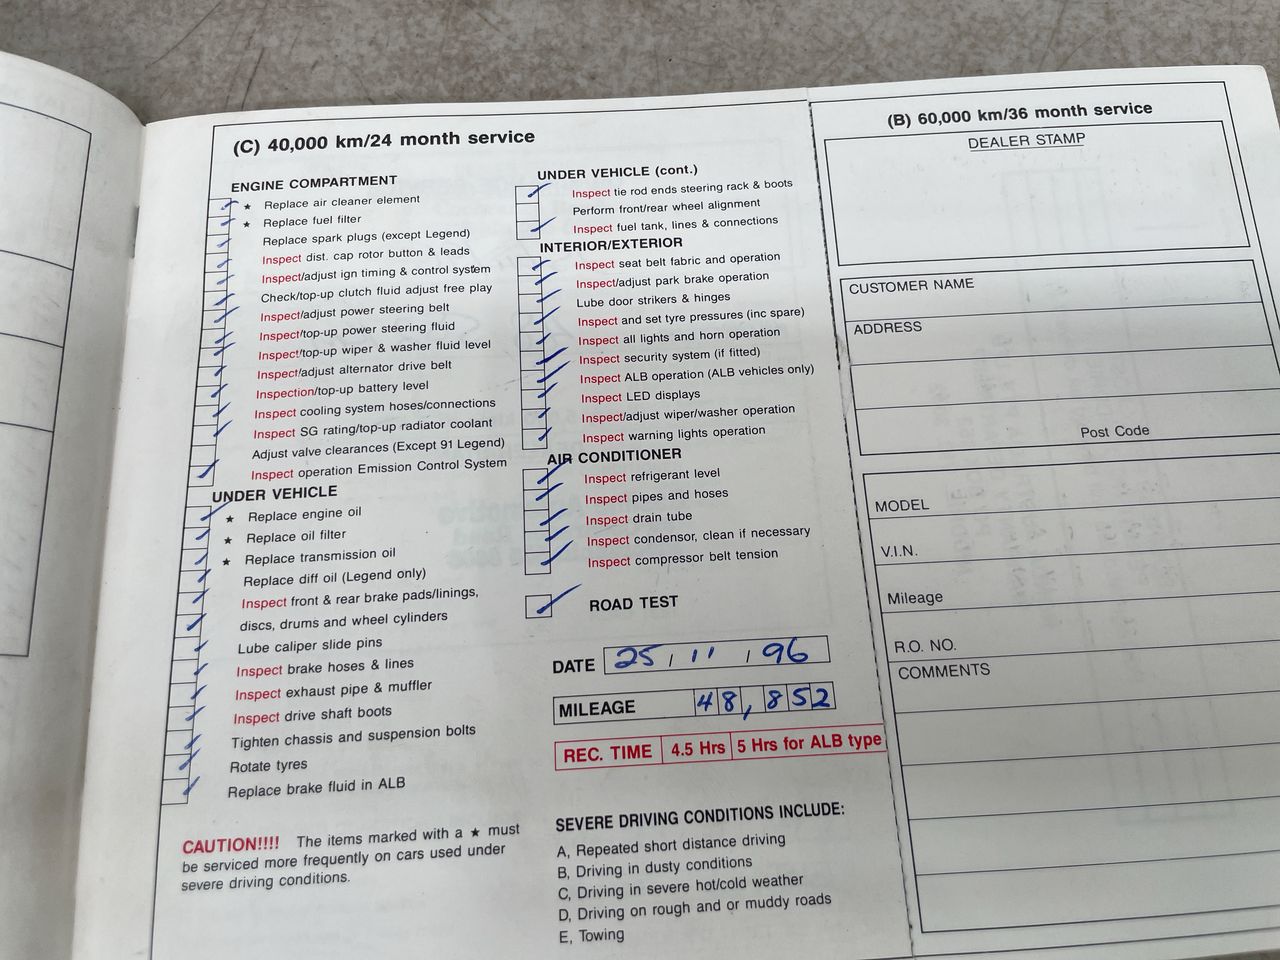 (C) 40,000 km/24 month service
ENGINE COMPARTMENT
★ Replace air cleaner element
★ Replace fuel filter
Replace spark plugs (except Legend)
Inspect dist. cap rotor button & leads
Inspect/adjust ign timing & control system
Check/top-up clutch fluid adjust free play
Inspect/adjust power steering belt
Inspect/top-up power steering fluid
Inspect/top-up wiper & washer fluid level
Inspect/adjust alternator drive belt
Inspection/top-up battery level
Inspect cooling system hoses/connections
Inspect SG rating/top-up radiator coolant
Adjust valve clearances (Except 91 Legend)
Inspect operation Emission Control System
UNDER VEHICLE
★ Replace engine oil
★ Replace oil filter
★ Replace transmission oil
Replace diff oil (Legend only)
Inspect front & rear brake pads/linings,
discs, drums and wheel cylinders
Lube caliper slide pins
Inspect brake hoses & lines
Inspect exhaust pipe & muffler
Inspect drive shaft boots
Tighten chassis and suspension bolts
Rotate tyres
Replace brake fluid in ALB
CAUTION!!!! The items marked with a ★ must
be serviced more frequently on cars used under
severe driving conditions.
UNDER VEHICLE (cont.)
Inspect tie rod ends steering rack & boots
Perform front/rear wheel alignment
Inspect fuel tank, lines & connections
INTERIOR/EXTERIOR
Inspect seat belt fabric and operation
Inspect/adjust park brake operation
Lube door strikers & hinges
Inspect and set tyre pressures (inc spare)
Inspect all lights and horn operation
Inspect security system (if fitted)
Inspect ALB operation (ALB vehicles only)
Inspect LED displays
Inspect/adjust wiper/washer operation
Inspect warning lights operation
AIR CONDITIONER
Inspect refrigerant level
Inspect pipes and hoses
Inspect drain tube
Inspect condensor, clean if necessary
Inspect compressor belt tension
ROAD TEST
DATE 25 / 11 / 96
MILEAGE 48,852
REC. TIME 4.5 Hrs 5 Hrs for ALB type
SEVERE DRIVING CONDITIONS INCLUDE:
A, Repeated short distance driving
B, Driving in dusty conditions
C, Driving in severe hot/cold weather
D, Driving on rough and or muddy roads
E, Towing
(B) 60,000 km/36 month service
DEALER STAMP
CUSTOMER NAME
ADDRESS
Post Code
MODEL
V.I.N.
Mileage
R.O. NO.
COMMENTS